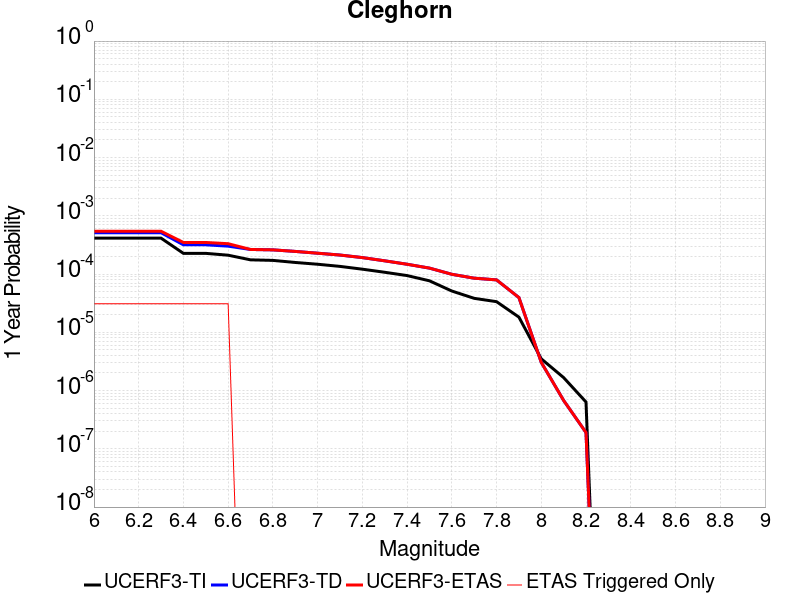 Cleghorn
10^0
10^-1
10^-2
10^-3
10^-4
10^-5
10^-6
10^-7
10^-8
1 Year Probability
6 6.2 6.4 6.6 6.8 7 7.2 7.4 7.6 7.8 8 8.2 8.4 8.6 8.8 9
Magnitude
UCERF3-TI UCERF3-TD UCERF3-ETAS ETAS Triggered Only